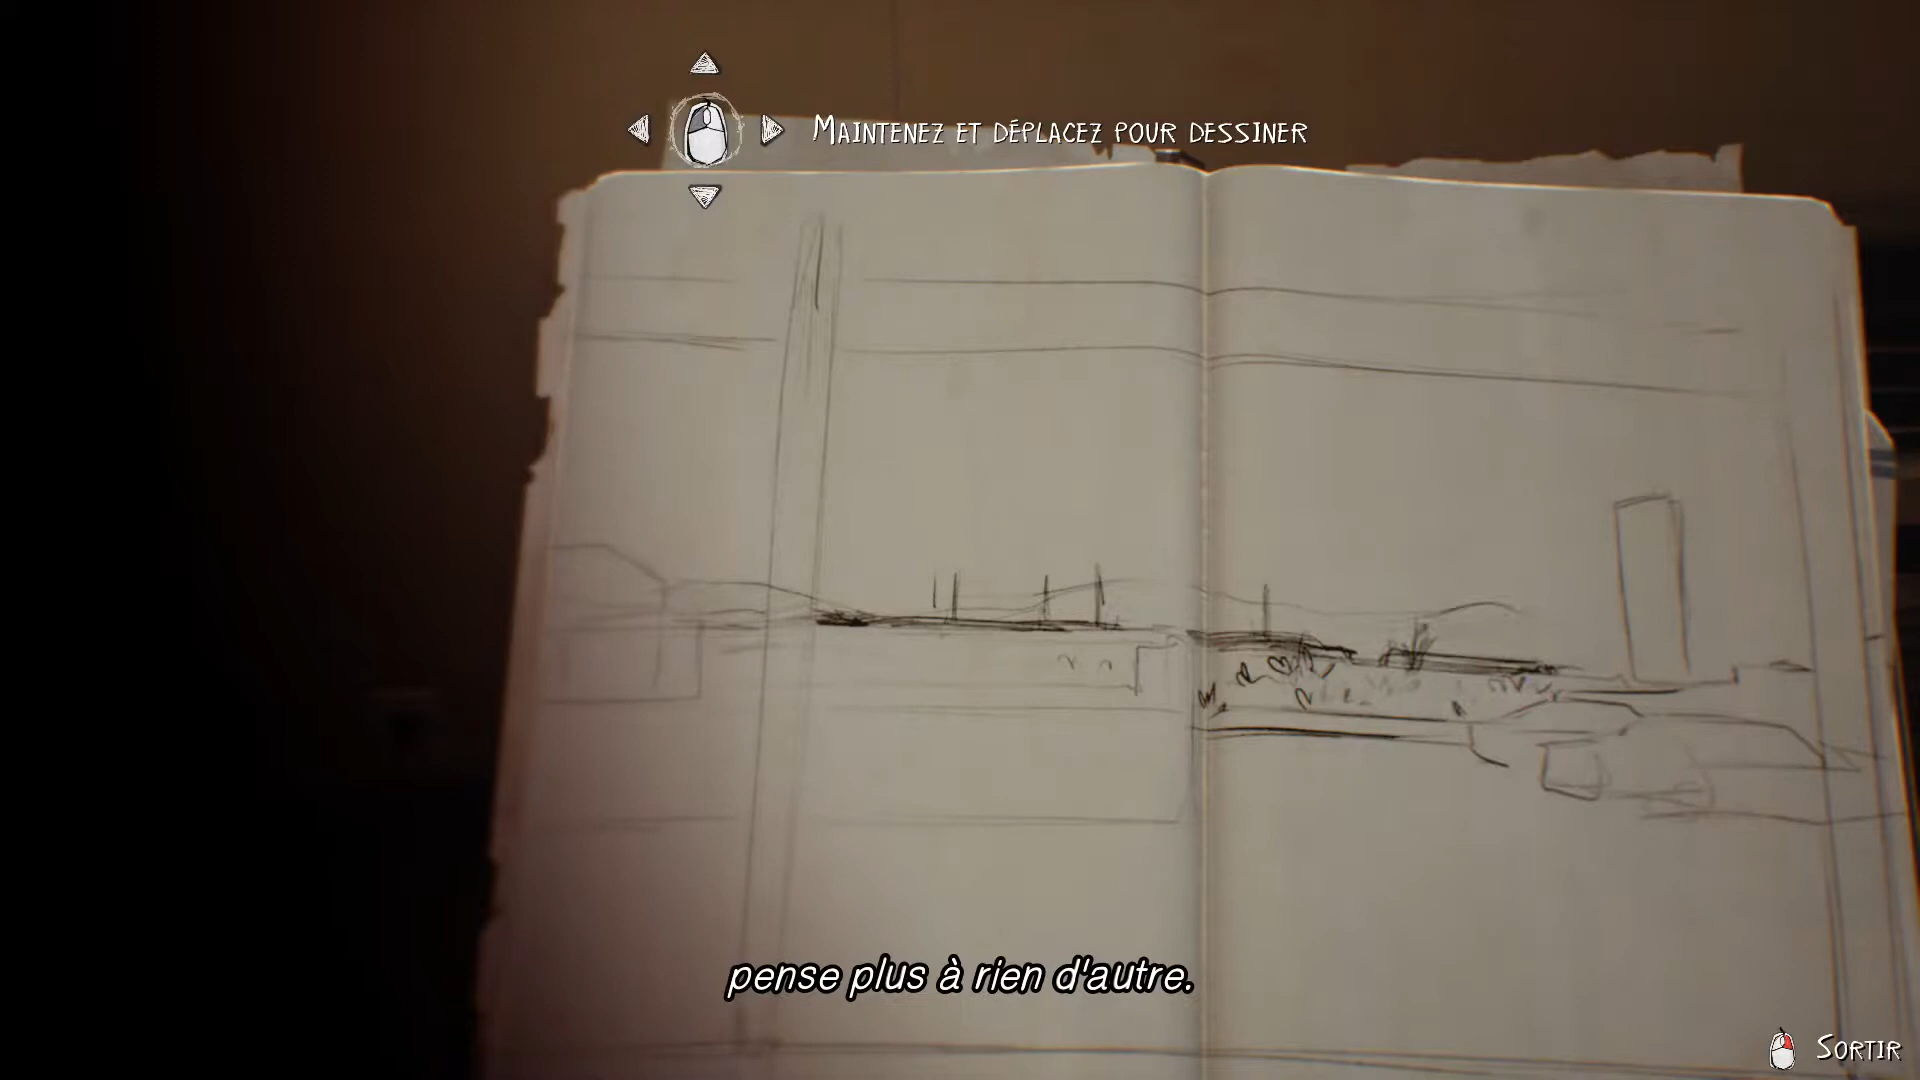 MAINTENEZ ET DÉPLACEZ POUR DESSINER
pense plus à rien d'autre.
SORTIR